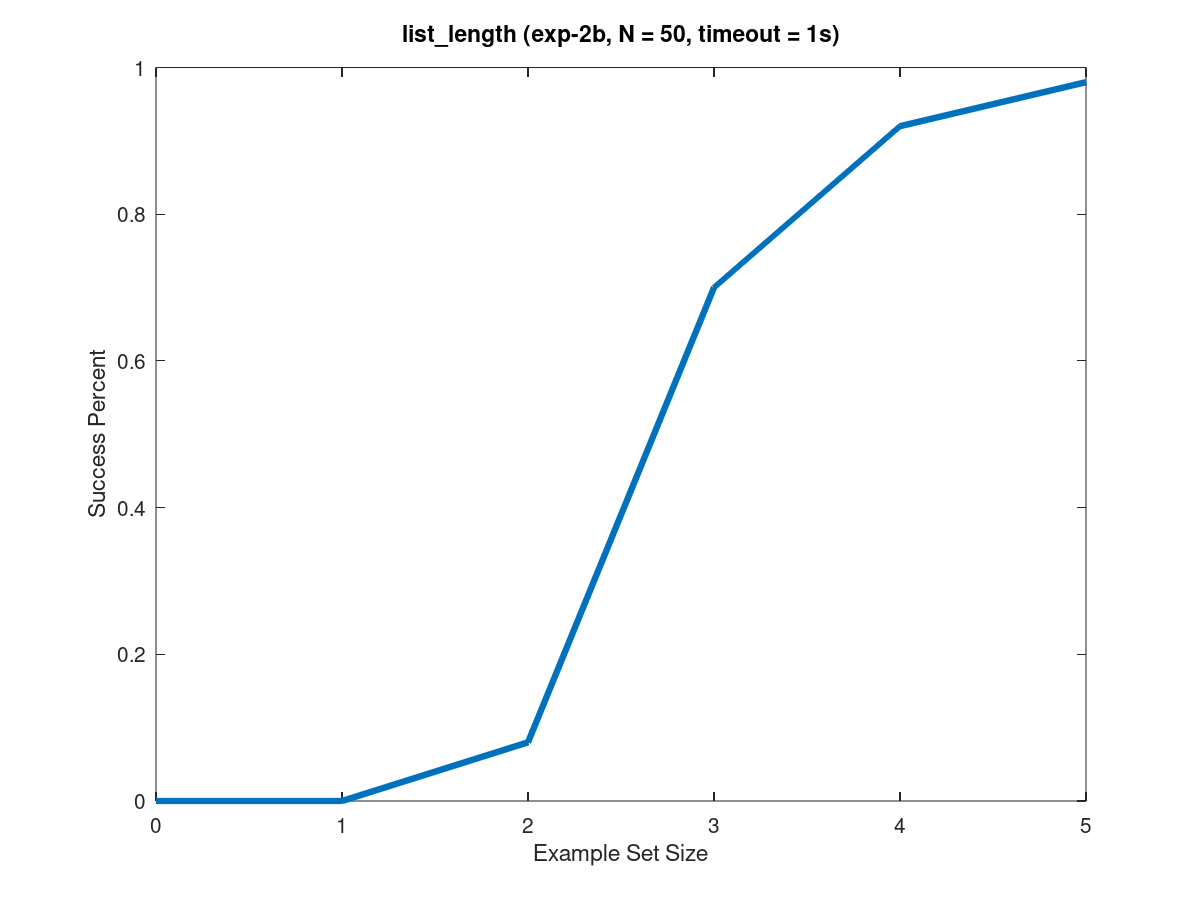 list_length (exp-2b, N = 50, timeout = 1s)
1
0.8
0.6
0.4
0.2
0
Success Percent
0 1 2 3 4 5
Example Set Size